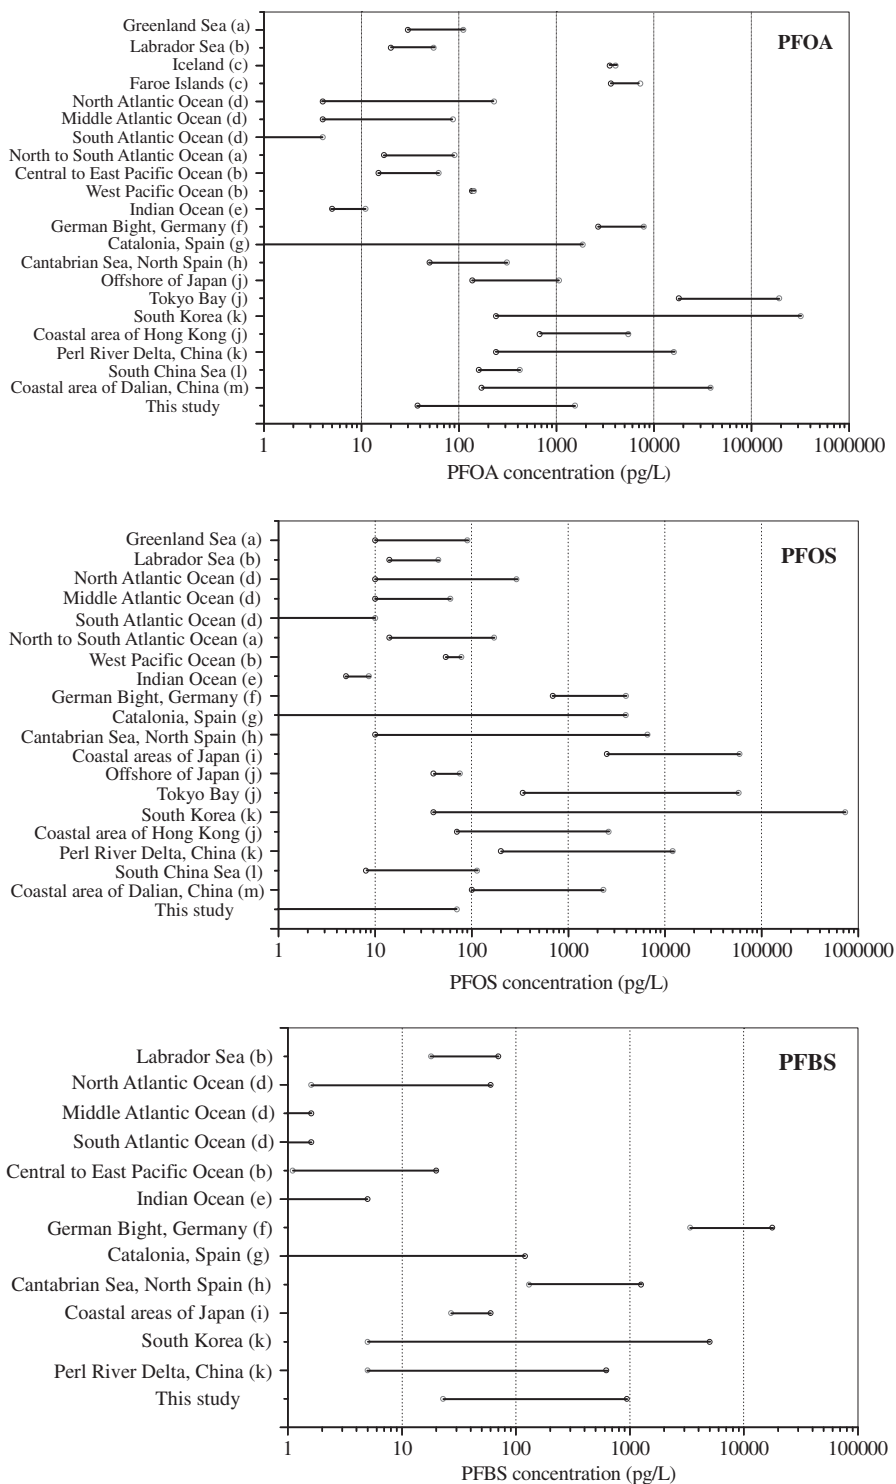 PFOA
Greenland Sea (a)
Labrador Sea (b)
Iceland (c)
Faroe Islands (c)
North Atlantic Ocean (d)
Middle Atlantic Ocean (d)
South Atlantic Ocean (d)
North to South Atlantic Ocean (a)
Central to East Pacific Ocean (b)
West Pacific Ocean (b)
Indian Ocean (e)
German Bight, Germany (f)
Catalonia, Spain (g)
Cantabrian Sea, North Spain (h)
Offshore of Japan (j)
Tokyo Bay (j)
South Korea (k)
Coastal area of Hong Kong (j)
Perl River Delta, China (k)
South China Sea (l)
Coastal area of Dalian, China (m)
This study
1 10 100 1000 10000 100000 1000000
PFOA concentration (pg/L)
PFOS
Greenland Sea (a)
Labrador Sea (b)
North Atlantic Ocean (d)
Middle Atlantic Ocean (d)
South Atlantic Ocean (d)
North to South Atlantic Ocean (a)
West Pacific Ocean (b)
Indian Ocean (e)
German Bight, Germany (f)
Catalonia, Spain (g)
Cantabrian Sea, North Spain (h)
Coastal areas of Japan (i)
Offshore of Japan (j)
Tokyo Bay (j)
South Korea (k)
Coastal area of Hong Kong (j)
Perl River Delta, China (k)
South China Sea (l)
Coastal area of Dalian, China (m)
This study
1 10 100 1000 10000 100000 1000000
PFOS concentration (pg/L)
PFBS
Labrador Sea (b)
North Atlantic Ocean (d)
Middle Atlantic Ocean (d)
South Atlantic Ocean (d)
Central to East Pacific Ocean (b)
Indian Ocean (e)
German Bight, Germany (f)
Catalonia, Spain (g)
Cantabrian Sea, North Spain (h)
Coastal areas of Japan (i)
South Korea (k)
Perl River Delta, China (k)
This study
1 10 100 1000 10000 100000
PFBS concentration (pg/L)